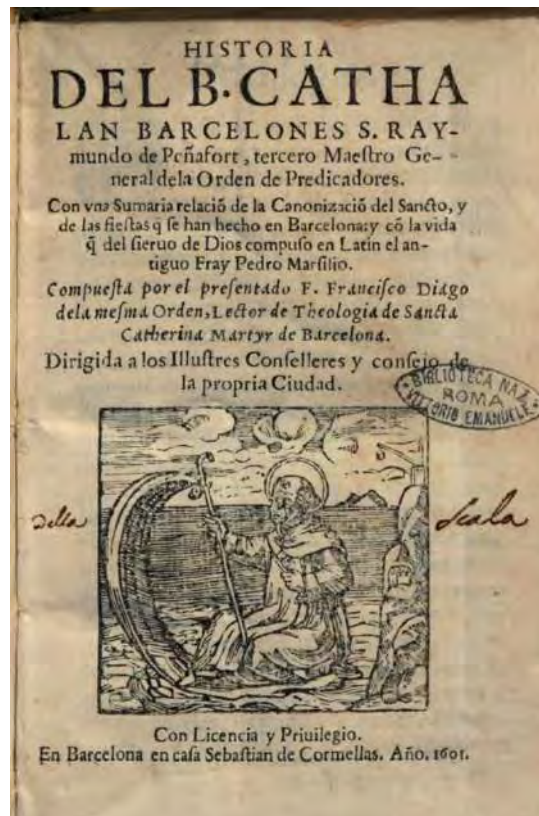 HISTORIA
DEL B. CATHA
LAN BARCELONES S. RAY-
mundo de Peñafort, tercero Maeſtro Ge-
neral dela Orden de Predicadores.
Con vna Sumaria relació de la Canonizació del Sancto, y
de las fieſtas q̃ ſe han hecho en Barcelona: y cõ la vida
q̃ del ſieruo de Dios compuſo en Latin el an-
tiguo Fray Pedro Marſilio.
Compueſta por el preſentado F. Franciſco Diago
dela meſma Orden, Lector de Theologia de Sancta
Catherina Martyr de Barcelona.
Dirigida a los Illuſtres Conſelleres y conſejo de
la propria Ciudad.
BIBLIOTECA NAZ.
ROMA
VITTORIO EMANUELE
Della
Scala
Con Licencia y Priuilegio.
En Barcelona en caſa Sebaſtian de Cormellas. Año. 1601.